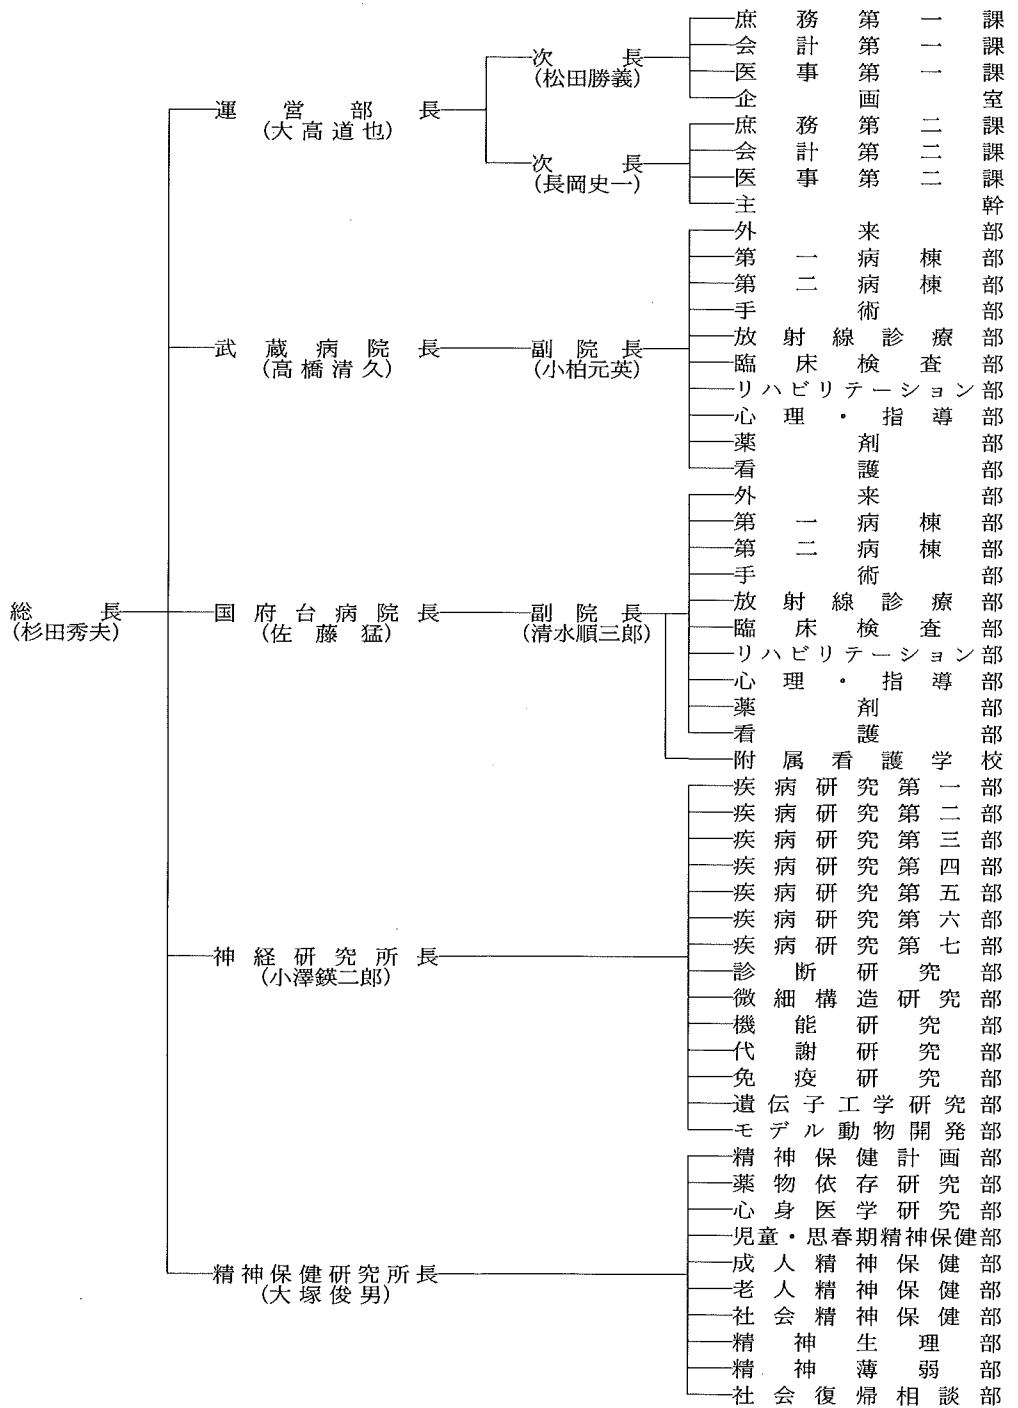 総長
(杉田秀夫)
運営部長
(大高道也)
次長
(松田勝義)
庶務第一課
会計第一課
医事第一課
企画室
次長
(長岡史一)
庶務第二課
会計第二課
医事第二課
主幹
武蔵病院長
(高橋清久)
副院長
(小柏元英)
外来部
第一病棟部
第二病棟部
手術部
放射線診療部
臨床検査部
リハビリテーション部
心理・指導部
薬剤部
看護部
国府台病院長
(佐藤猛)
副院長
(清水順三郎)
外来部
第一病棟部
第二病棟部
手術部
放射線診療部
臨床検査部
リハビリテーション部
心理・指導部
薬剤部
看護部
附属看護学校
神経研究所長
(小澤鍈二郎)
疾病研究第一部
疾病研究第二部
疾病研究第三部
疾病研究第四部
疾病研究第五部
疾病研究第六部
疾病研究第七部
診断研究部
微細構造研究部
機能研究部
代謝研究部
免疫研究部
遺伝子工学研究部
モデル動物開発部
精神保健研究所長
(大塚俊男)
精神保健計画部
薬物依存研究部
心身医学研究部
児童・思春期精神保健部
成人精神保健部
老人精神保健部
社会精神保健部
精神生理部
精神薄弱部
社会復帰相談部